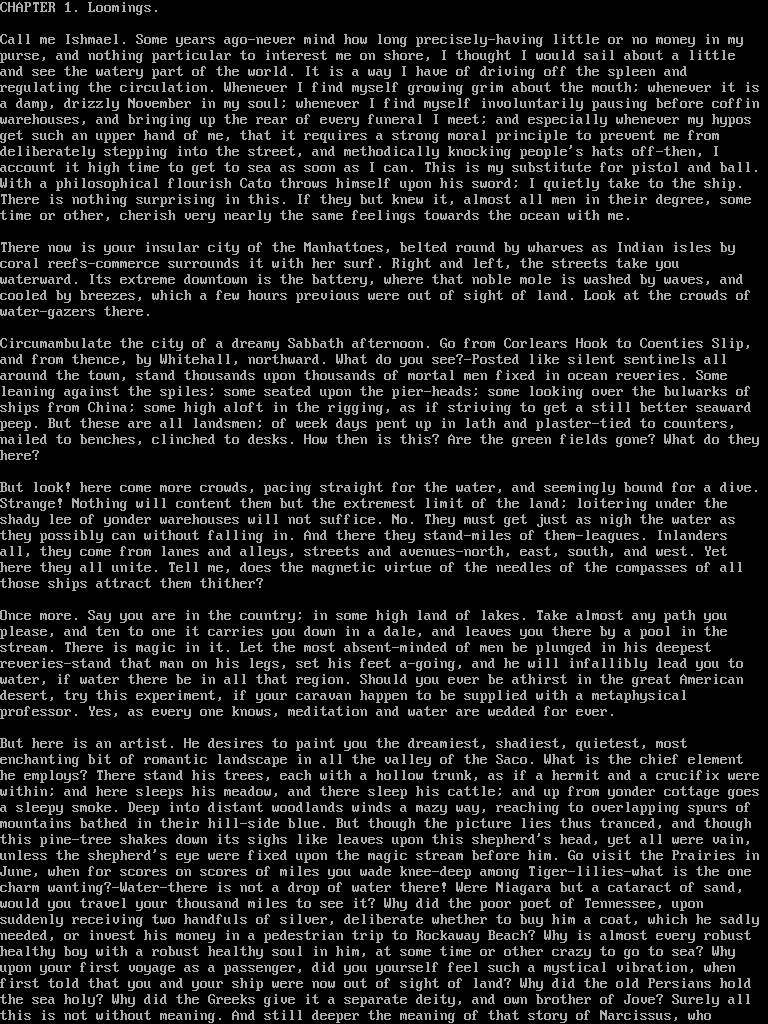 CHAPTER 1. Loomings.
Call me Ishmael. Some years ago-never mind how long precisely-having little or no money in my
purse, and nothing particular to interest me on shore, I thought I would sail about a little
and see the watery part of the world. It is a way I have of driving off the spleen and
regulating the circulation. Whenever I find myself growing grim about the mouth; whenever it is
a damp, drizzly November in my soul; whenever I find myself involuntarily pausing before coffin
warehouses, and bringing up the rear of every funeral I meet; and especially whenever my hypos
get such an upper hand of me, that it requires a strong moral principle to prevent me from
deliberately stepping into the street, and methodically knocking people's hats off-then, I
account it high time to get to sea as soon as I can. This is my substitute for pistol and ball.
With a philosophical flourish Cato throws himself upon his sword; I quietly take to the ship.
There is nothing surprising in this. If they but knew it, almost all men in their degree, some
time or other, cherish very nearly the same feelings towards the ocean with me.
There now is your insular city of the Manhattoes, belted round by wharves as Indian isles by
coral reefs-commerce surrounds it with her surf. Right and left, the streets take you
waterward. Its extreme downtown is the battery, where that noble mole is washed by waves, and
cooled by breezes, which a few hours previous were out of sight of land. Look at the crowds of
water-gazers there.
Circumambulate the city of a dreamy Sabbath afternoon. Go from Corlears Hook to Coenties Slip,
and from thence, by Whitehall, northward. What do you see?-Posted like silent sentinels all
around the town, stand thousands upon thousands of mortal men fixed in ocean reveries. Some
leaning against the spiles; some seated upon the pier-heads; some looking over the bulwarks of
ships from China; some high aloft in the rigging, as if striving to get a still better seaward
peep. But these are all landsmen; of week days pent up in lath and plaster-tied to counters,
nailed to benches, clinched to desks. How then is this? Are the green fields gone? What do they
here?
But look! here come more crowds, pacing straight for the water, and seemingly bound for a dive.
Strange! Nothing will content them but the extremest limit of the land; loitering under the
shady lee of yonder warehouses will not suffice. No. They must get just as nigh the water as
they possibly can without falling in. And there they stand-miles of them-leagues. Inlanders
all, they come from lanes and alleys, streets and avenues-north, east, south, and west. Yet
here they all unite. Tell me, does the magnetic virtue of the needles of the compasses of all
those ships attract them thither?
Once more. Say you are in the country; in some high land of lakes. Take almost any path you
please, and ten to one it carries you down in a dale, and leaves you there by a pool in the
stream. There is magic in it. Let the most absent-minded of men be plunged in his deepest
reveries-stand that man on his legs, set his feet a-going, and he will infallibly lead you to
water, if water there be in all that region. Should you ever be athirst in the great American
desert, try this experiment, if your caravan happen to be supplied with a metaphysical
professor. Yes, as every one knows, meditation and water are wedded for ever.
But here is an artist. He desires to paint you the dreamiest, shadiest, quietest, most
enchanting bit of romantic landscape in all the valley of the Saco. What is the chief element
he employs? There stand his trees, each with a hollow trunk, as if a hermit and a crucifix were
within; and here sleeps his meadow, and there sleep his cattle; and up from yonder cottage goes
a sleepy smoke. Deep into distant woodlands winds a mazy way, reaching to overlapping spurs of
mountains bathed in their hill-side blue. But though the picture lies thus tranced, and though
this pine-tree shakes down its sighs like leaves upon this shepherd's head, yet all were vain,
unless the shepherd's eye were fixed upon the magic stream before him. Go visit the Prairies in
June, when for scores on scores of miles you wade knee-deep among Tiger-lilies-what is the one
charm wanting?-Water-there is not a drop of water there! Were Niagara but a cataract of sand,
would you travel your thousand miles to see it? Why did the poor poet of Tennessee, upon
suddenly receiving two handfuls of silver, deliberate whether to buy him a coat, which he sadly
needed, or invest his money in a pedestrian trip to Rockaway Beach? Why is almost every robust
healthy boy with a robust healthy soul in him, at some time or other crazy to go to sea? Why
upon your first voyage as a passenger, did you yourself feel such a mystical vibration, when
first told that you and your ship were now out of sight of land? Why did the old Persians hold
the sea holy? Why did the Greeks give it a separate deity, and own brother of Jove? Surely all
this is not without meaning. And still deeper the meaning of that story of Narcissus, who